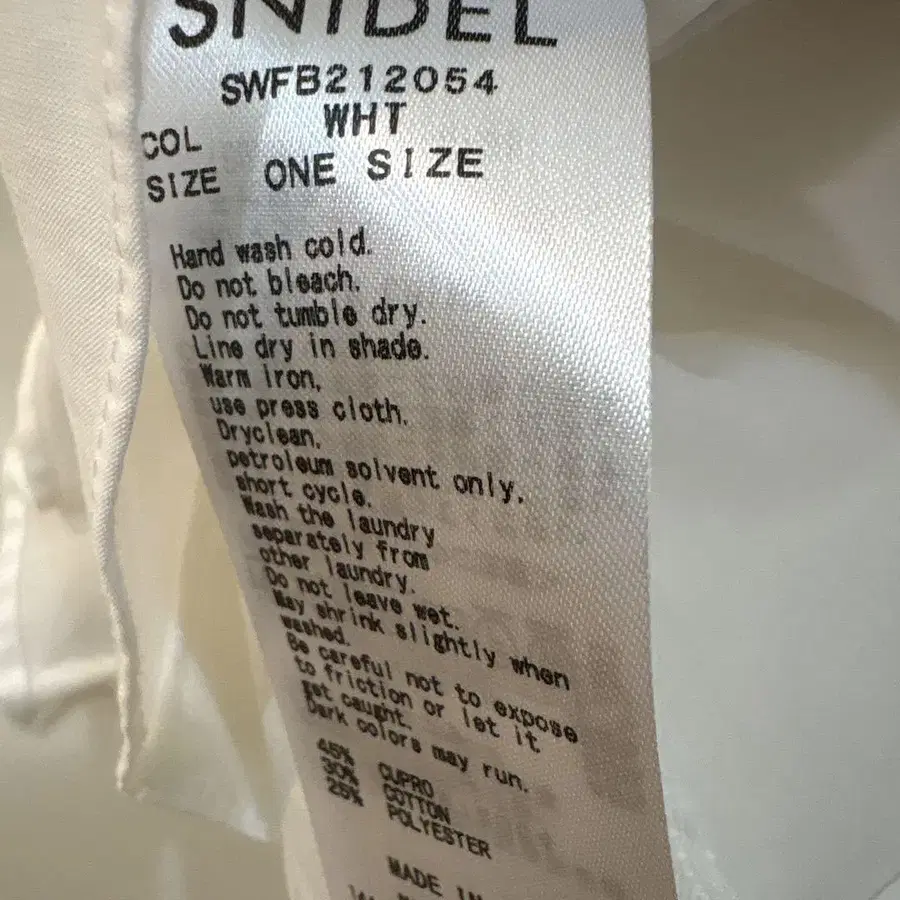 SNIDEL
SWFB212054
COL WHT
SIZE ONE SIZE
Hand wash cold.
Do not bleach.
Do not tumble dry.
Line dry in shade.
Warm iron,
use press cloth.
Dryclean,
petroleum solvent only,
short cycle.
Wash the laundry
separately from
other laundry.
Do not leave wet.
May shrink slightly when
washed.
Be careful not to expose
to friction or let it
get caught.
Dark colors may run.
45% CUPRO
30% COTTON
25% POLYESTER
MADE IN